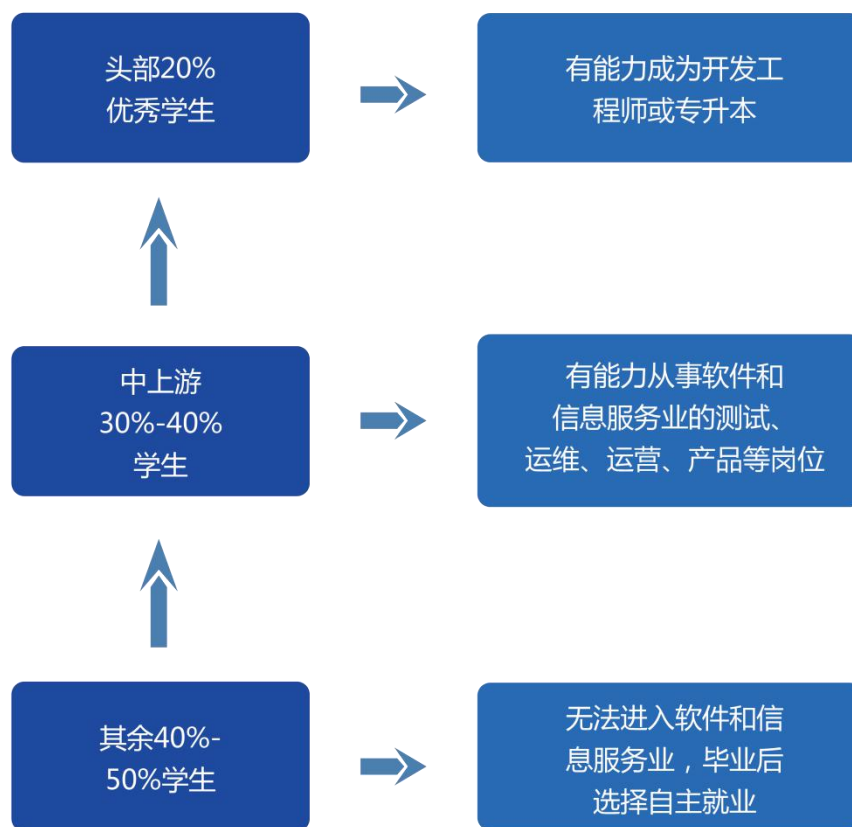 头部20%
优秀学生
有能力成为开发工
程师或专升本
中上游
30%-40%
学生
有能力从事软件和
信息服务业的测试、
运维、运营、产品等岗位
其余40%-
50%学生
无法进入软件和信
息服务业，毕业后
选择自主就业